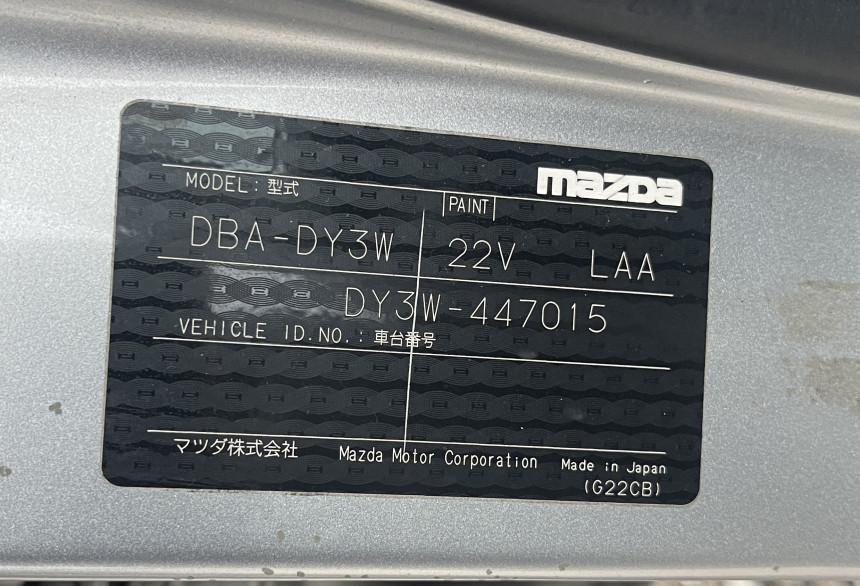 mazda
MODEL : 型式
PAINT
DBA-DY3W 22V LAA
DY3W-447015
VEHICLE ID.NO. : 車台番号
マツダ株式会社 Mazda Motor Corporation Made in Japan
(G22CB)